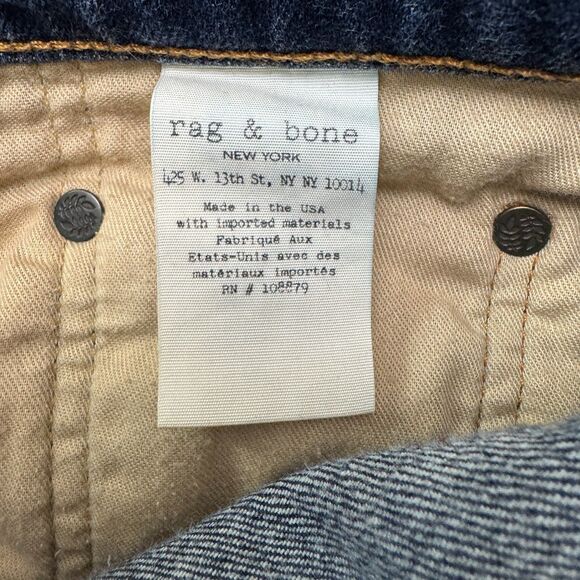 rag & bone
NEW YORK
425 W. 13th St, NY NY 10014
Made in the USA
with imported materials
Fabriqué Aux
Etats-Unis avec des
matériaux importés
RN # 108879